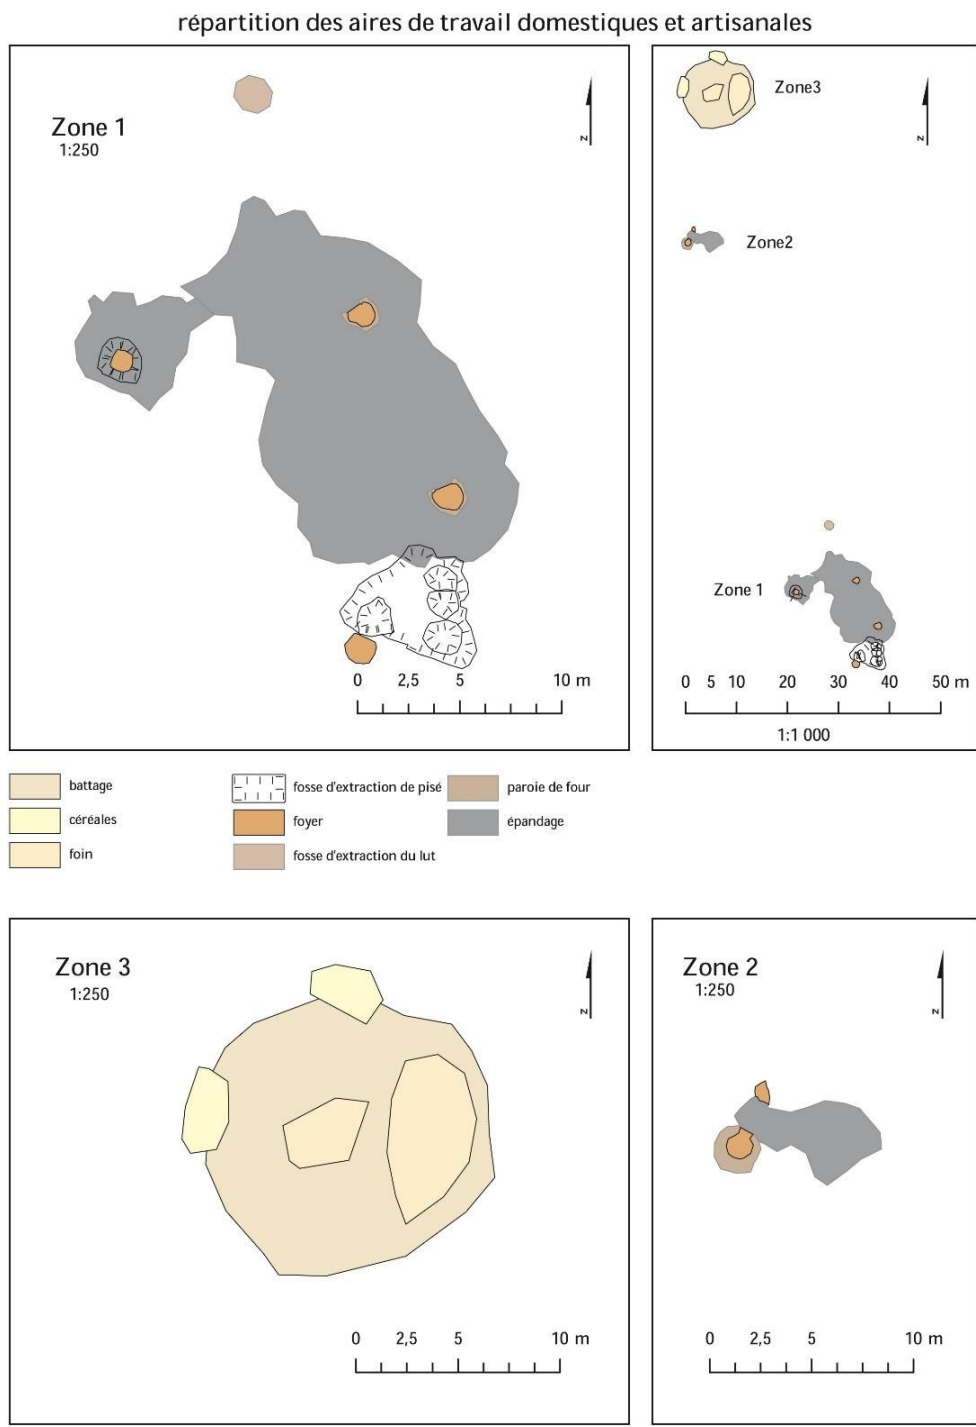 répartition des aires de travail domestiques et artisanales
Zone 1
1:250
N
0 2,5 5 10 m
N
Zone3
Zone2
Zone 1
0 5 10 20 30 40 50 m
1:1 000
battage
céréales
foin
fosse d'extraction de pisé
foyer
fosse d'extraction du lut
paroie de four
épandage
Zone 3
1:250
N
0 2,5 5 10 m
Zone 2
1:250
N
0 2,5 5 10 m